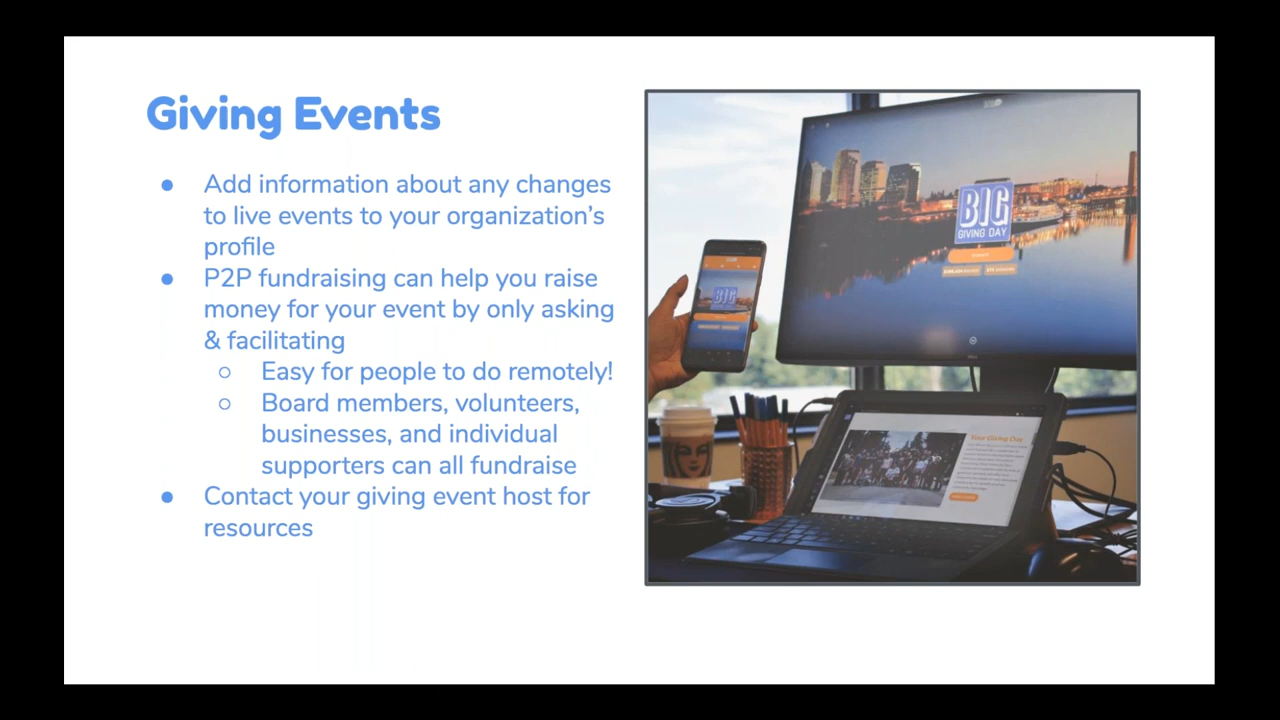 Giving Events
● Add information about any changes
to live events to your organization’s
profile
● P2P fundraising can help you raise
money for your event by only asking
& facilitating
○ Easy for people to do remotely!
○ Board members, volunteers,
businesses, and individual
supporters can all fundraise
● Contact your giving event host for
resources
BIG
GIVING DAY
BIG
Your Giving Day